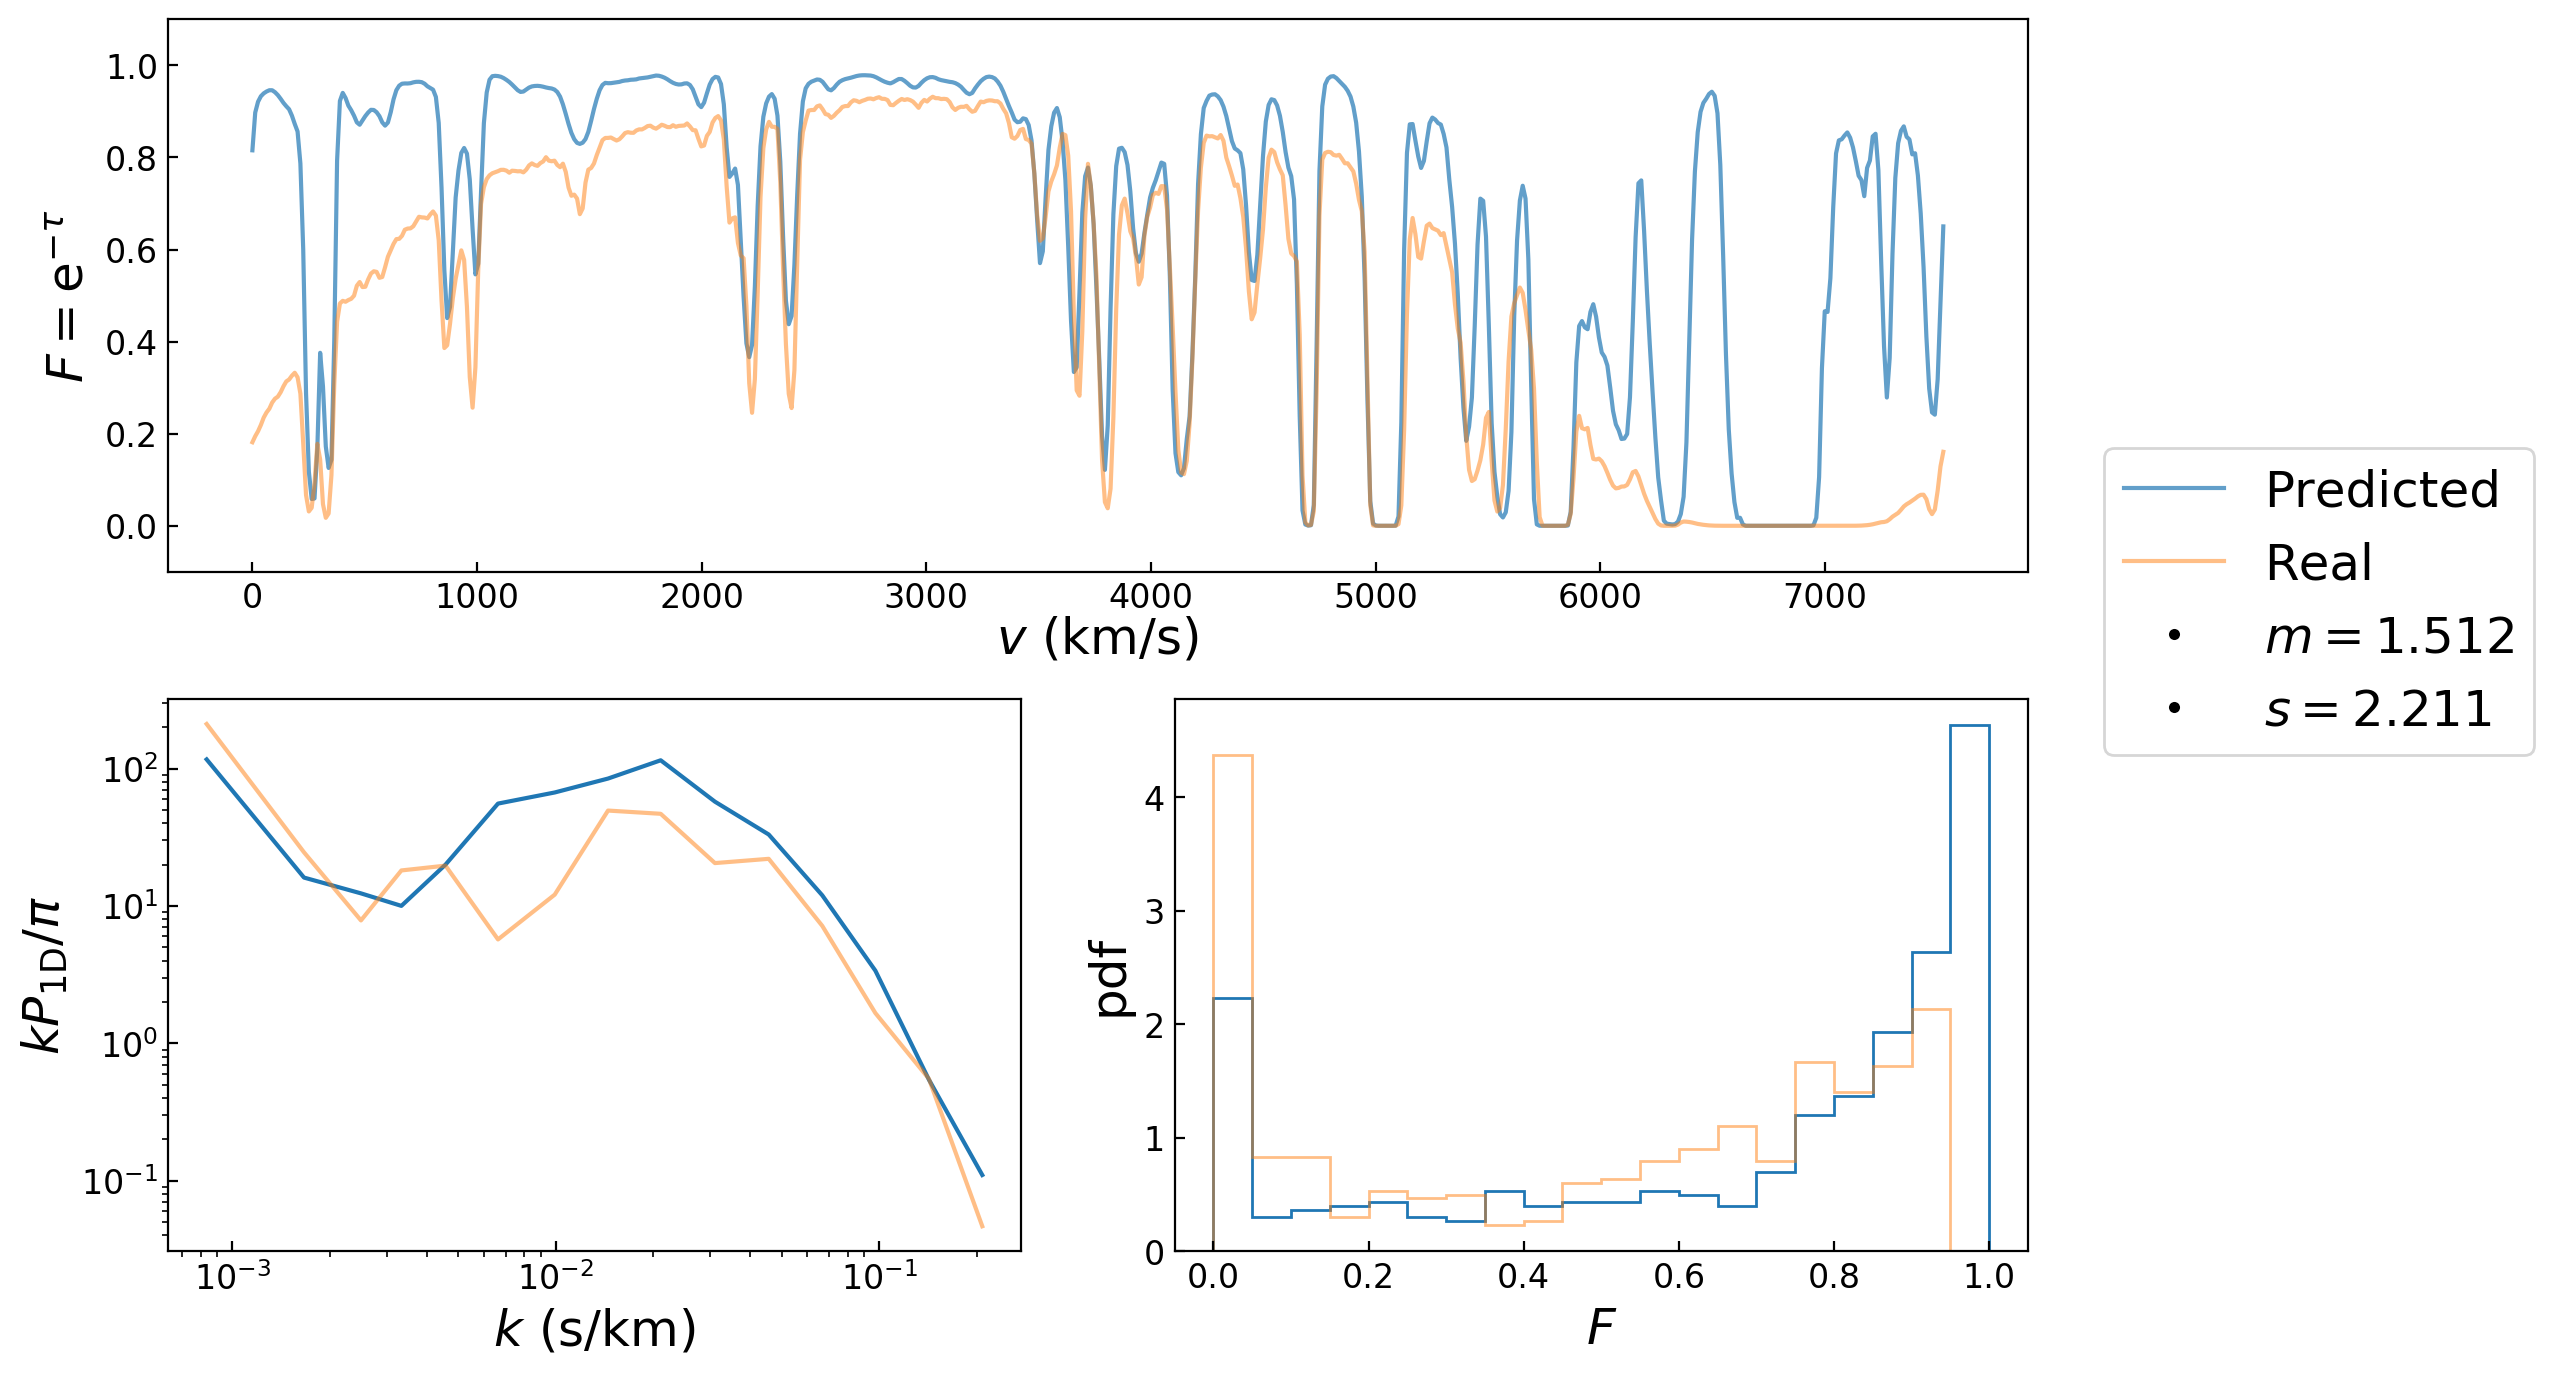 1.0
0.8
0.6
0.4
0.2
0.0
F = e^{-τ}
0 1000 2000 3000 4000 5000 6000 7000
v (km/s)
Predicted
Real
m = 1.512
s = 2.211
10^2
10^1
10^0
10^{-1}
kP_{1D}/π
10^{-3} 10^{-2} 10^{-1}
k (s/km)
4
3
2
1
0
pdf
0.0 0.2 0.4 0.6 0.8 1.0
F